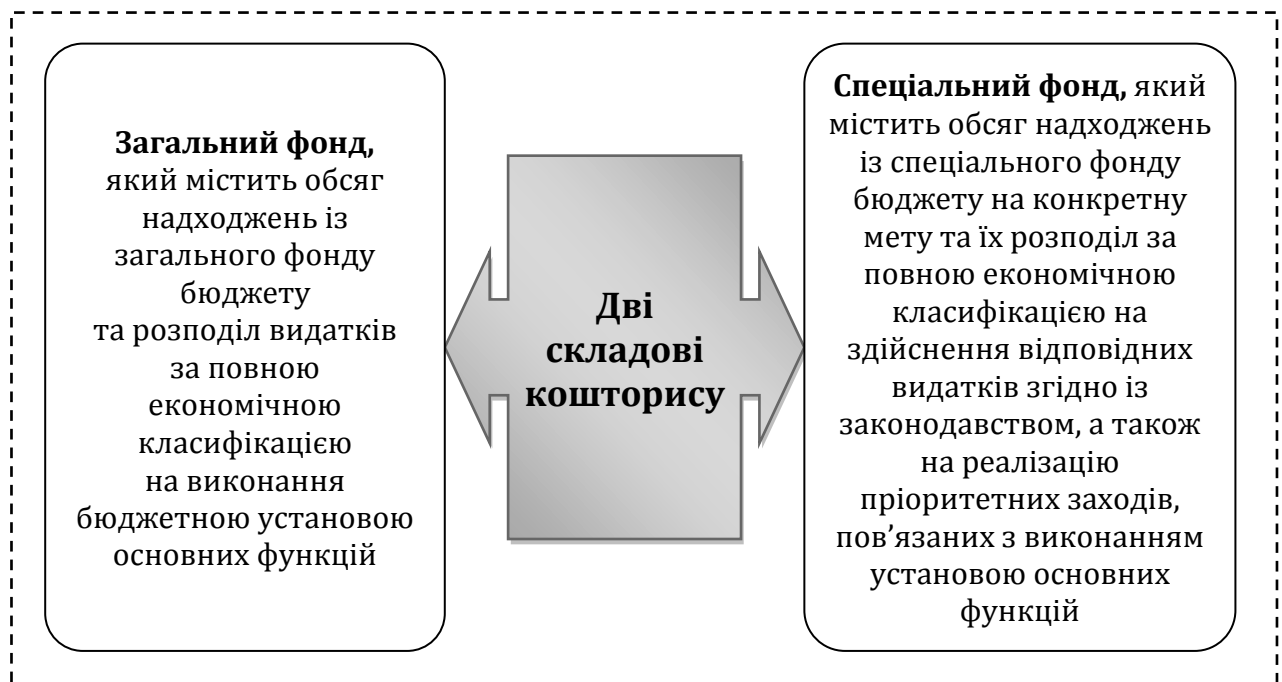 Загальний фонд,
який містить обсяг
надходжень із
загального фонду
бюджету
та розподіл видатків
за повною
економічною
класифікацією
на виконання
бюджетною установою
основних функцій
Дві
складові
кошторису
Спеціальний фонд, який
містить обсяг надходжень
із спеціального фонду
бюджету на конкретну
мету та їх розподіл за
повною економічною
класифікацією на
здійснення відповідних
видатків згідно із
законодавством, а також
на реалізацію
пріоритетних заходів,
пов’язаних з виконанням
установою основних
функцій